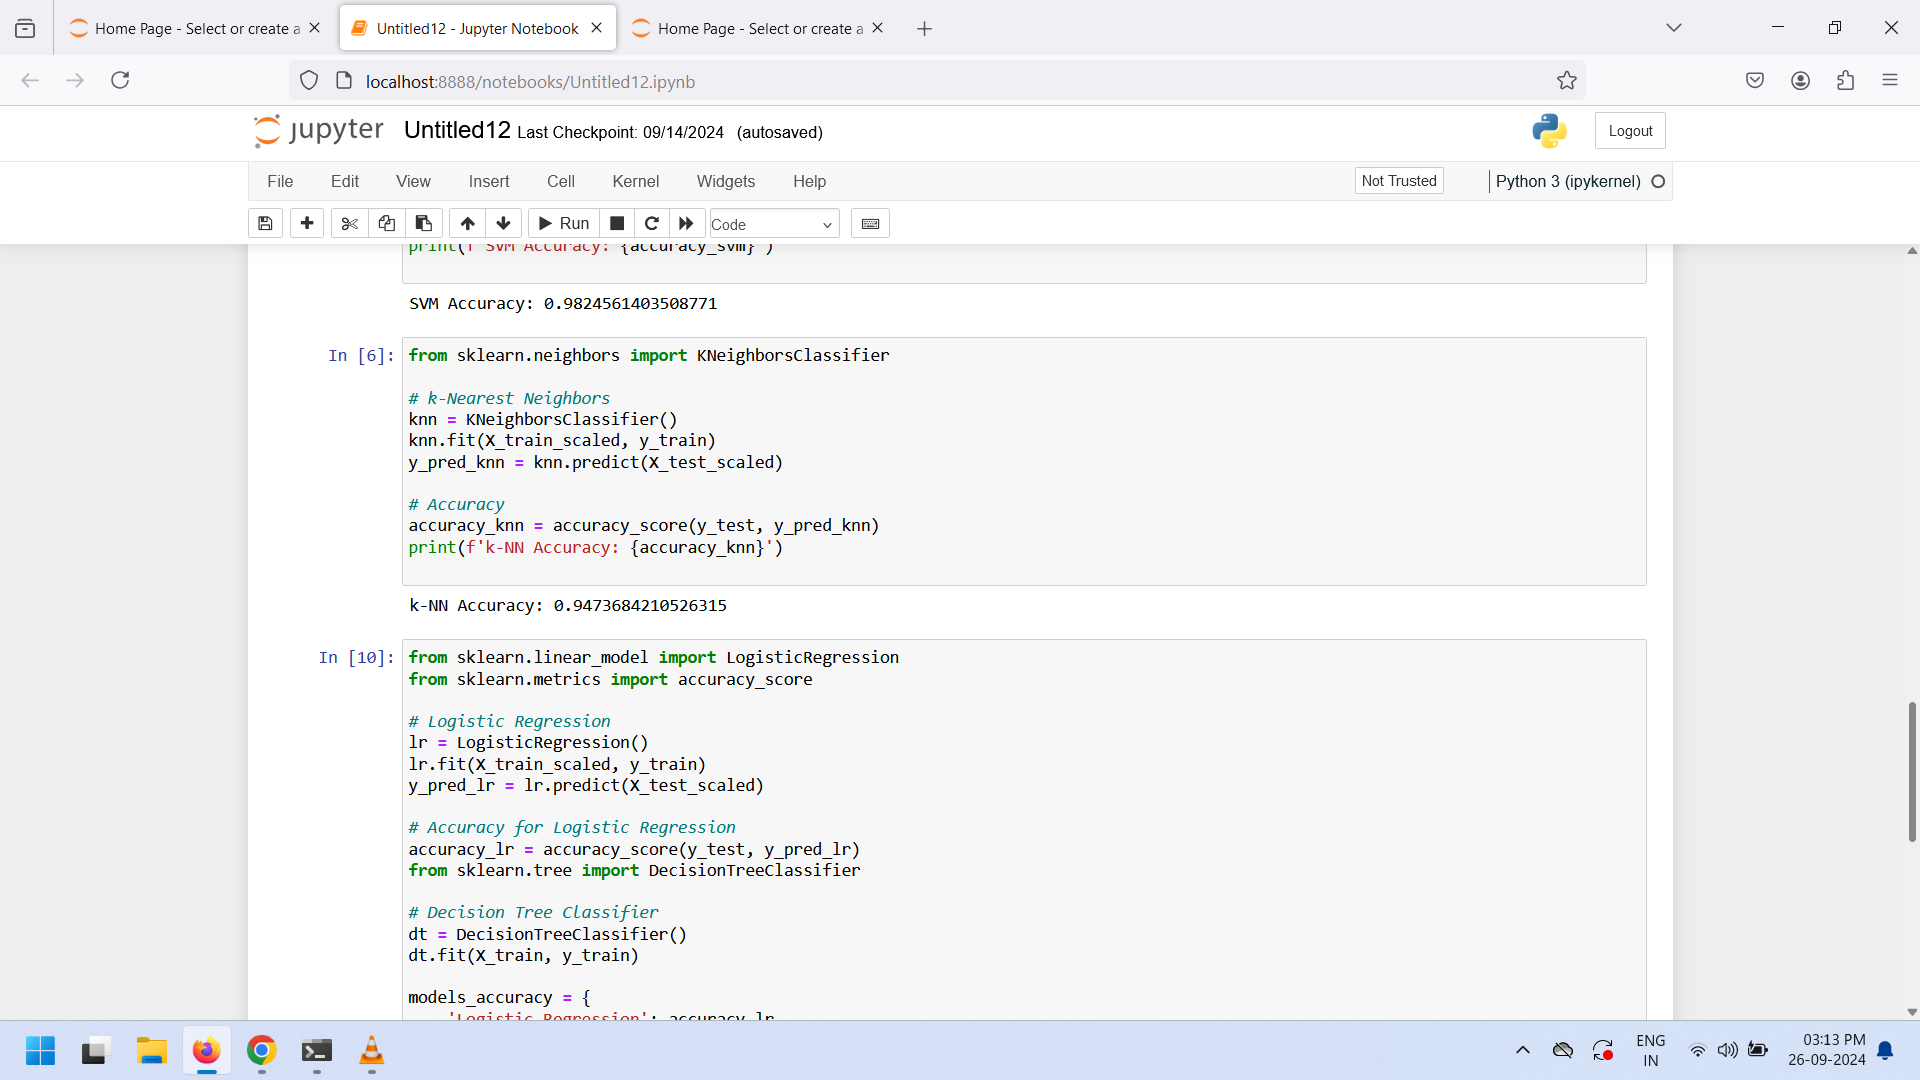 Home Page - Select or create a
Untitled12 - Jupyter Notebook
Home Page - Select or create a
localhost:8888/notebooks/Untitled12.ipynb
jupyter
Untitled12 Last Checkpoint: 09/14/2024 (autosaved)
Logout
File Edit View Insert Cell Kernel Widgets Help
Not Trusted
Python 3 (ipykernel)
Run
Code
print(f'SVM Accuracy: {accuracy_svm}')
SVM Accuracy: 0.9824561403508771
In [6]:
from sklearn.neighbors import KNeighborsClassifier
# k-Nearest Neighbors
knn = KNeighborsClassifier()
knn.fit(X_train_scaled, y_train)
y_pred_knn = knn.predict(X_test_scaled)
# Accuracy
accuracy_knn = accuracy_score(y_test, y_pred_knn)
print(f'k-NN Accuracy: {accuracy_knn}')
k-NN Accuracy: 0.9473684210526315
In [10]:
from sklearn.linear_model import LogisticRegression
from sklearn.metrics import accuracy_score
# Logistic Regression
lr = LogisticRegression()
lr.fit(X_train_scaled, y_train)
y_pred_lr = lr.predict(X_test_scaled)
# Accuracy for Logistic Regression
accuracy_lr = accuracy_score(y_test, y_pred_lr)
from sklearn.tree import DecisionTreeClassifier
# Decision Tree Classifier
dt = DecisionTreeClassifier()
dt.fit(X_train, y_train)
models_accuracy = {
'Logistic Regression': accuracy_lr
ENG
IN
03:13 PM
26-09-2024